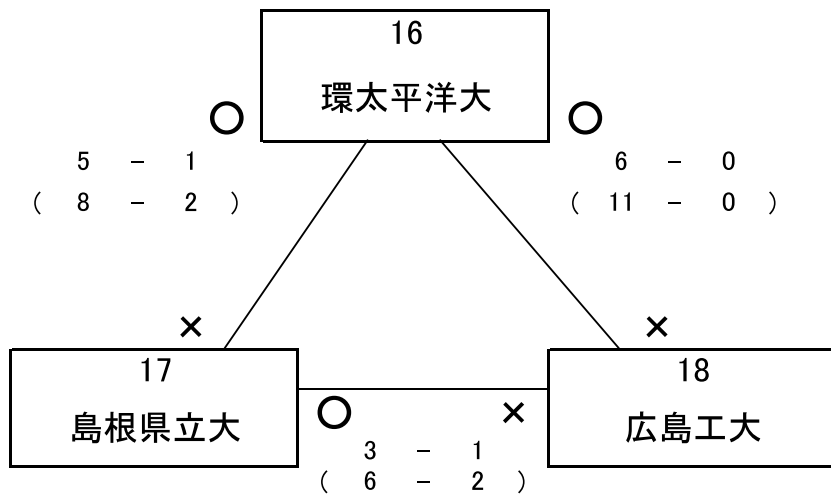 16
環太平洋大
○ ○
5 － 1
( 8 － 2 )
6 － 0
( 11 － 0 )
× ×
17
島根県立大
18
広島工大
○ ×
3 － 1
( 6 － 2 )